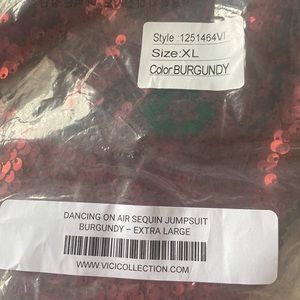 Style :1251464VI
Size:XL
Color:BURGUNDY
DANCING ON AIR SEQUIN JUMPSUIT
BURGUNDY – EXTRA LARGE
WWW.VICICOLLECTION.COM